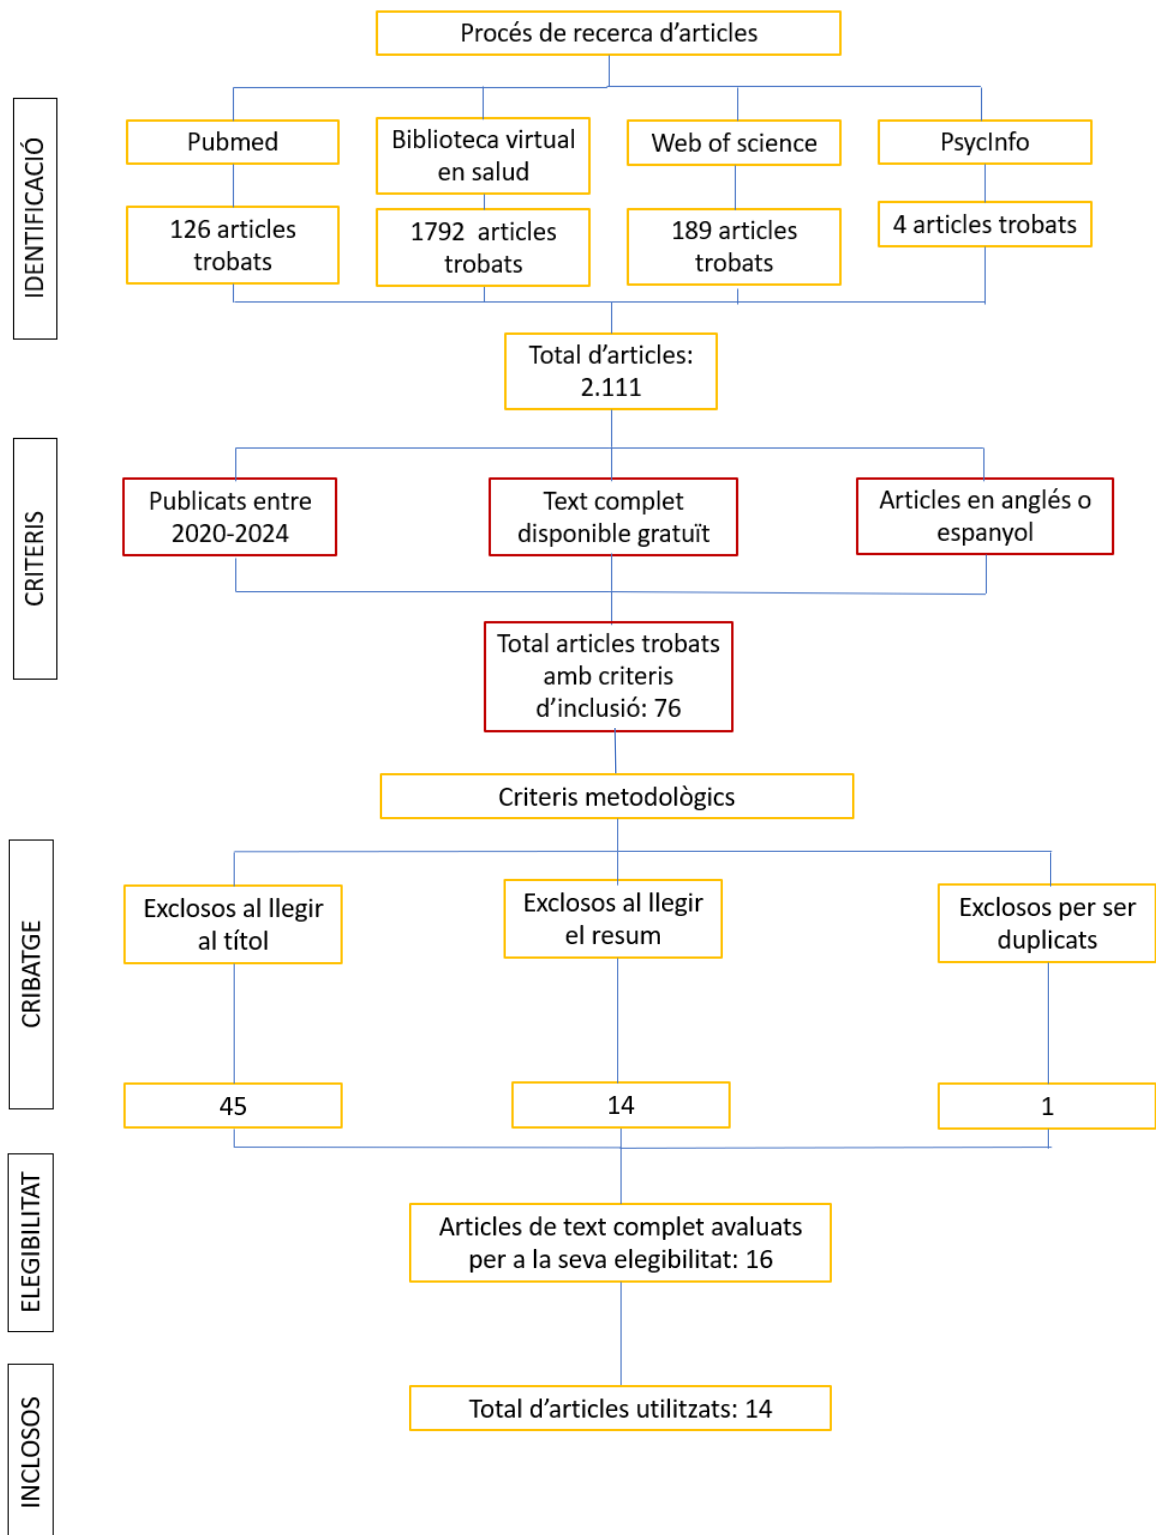 Procés de recerca d'articles
IDENTIFICACIÓ
Pubmed
Biblioteca virtual
en salud
Web of science
PsycInfo
126 articles
trobats
1792 articles
trobats
189 articles
trobats
4 articles trobats
Total d'articles:
2.111
CRITERIS
Publicats entre
2020-2024
Text complet
disponible gratuït
Articles en anglés o
espanyol
Total articles trobats
amb criteris
d'inclusió: 76
Criteris metodològics
CRIBATGE
Exclosos al llegir
al títol
Exclosos al llegir
el resum
Exclosos per ser
duplicats
45
14
1
ELEGIBILITAT
Articles de text complet avaluats
per a la seva elegibilitat: 16
INCLOSOS
Total d'articles utilitzats: 14